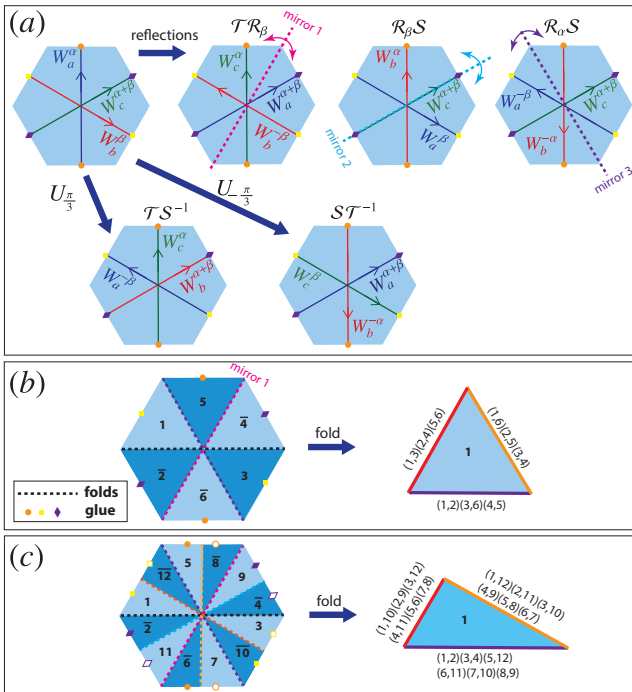 (a)
reflections
𝒯ℛ_β
mirror 1
ℛ_β𝒮
ℛ_α𝒮
W_a^α
W_c^{α+β}
W_b^β
W_c^α
W_a^{α+β}
W_b^{-β}
W_b^α
W_c^{α+β}
W_a^β
mirror 2
W_a^{-β}
W_c^{α+β}
W_b^{-α}
mirror 3
U_{π/3}
U_{-π/3}
𝒯𝒮^{-1}
𝒮𝒯^{-1}
W_c^α
W_a^{-β}
W_b^{α+β}
W_c^β
W_a^{α+β}
W_b^{-α}
(b)
mirror 1
5
1
4̅
2̅
3
6̅
folds
glue
fold
(1,3)(2,4)(5,6)
(1,6)(2,5)(3,4)
1
(1,2)(3,6)(4,5)
(c)
5
8̅
12̅
9
1
4̅
2̅
3
11
10̅
6̅
7
fold
(1,10)(2,9)(3,12)
(4,11)(5,6)(7,8)
(1,12)(2,11)(3,10)
(4,9)(5,8)(6,7)
1
(1,2)(3,4)(5,12)
(6,11)(7,10)(8,9)